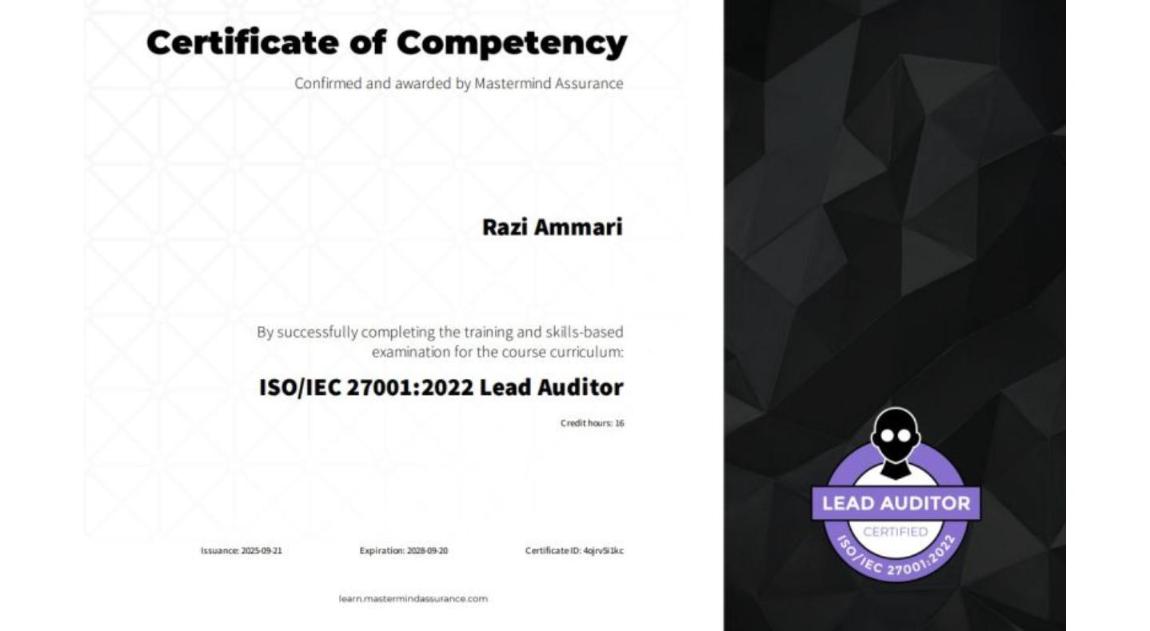 Certificate of Competency
Confirmed and awarded by Mastermind Assurance
Razi Ammari
By successfully completing the training and skills-based
examination for the course curriculum:
ISO/IEC 27001:2022 Lead Auditor
Credit hours: 16
Issuance: 2025-09-21
Expiration: 2028-09-20
Certificate ID: 4ojrv5i1kc
learn.mastermindassurance.com
LEAD AUDITOR
CERTIFIED
ISO/IEC 27001:2022